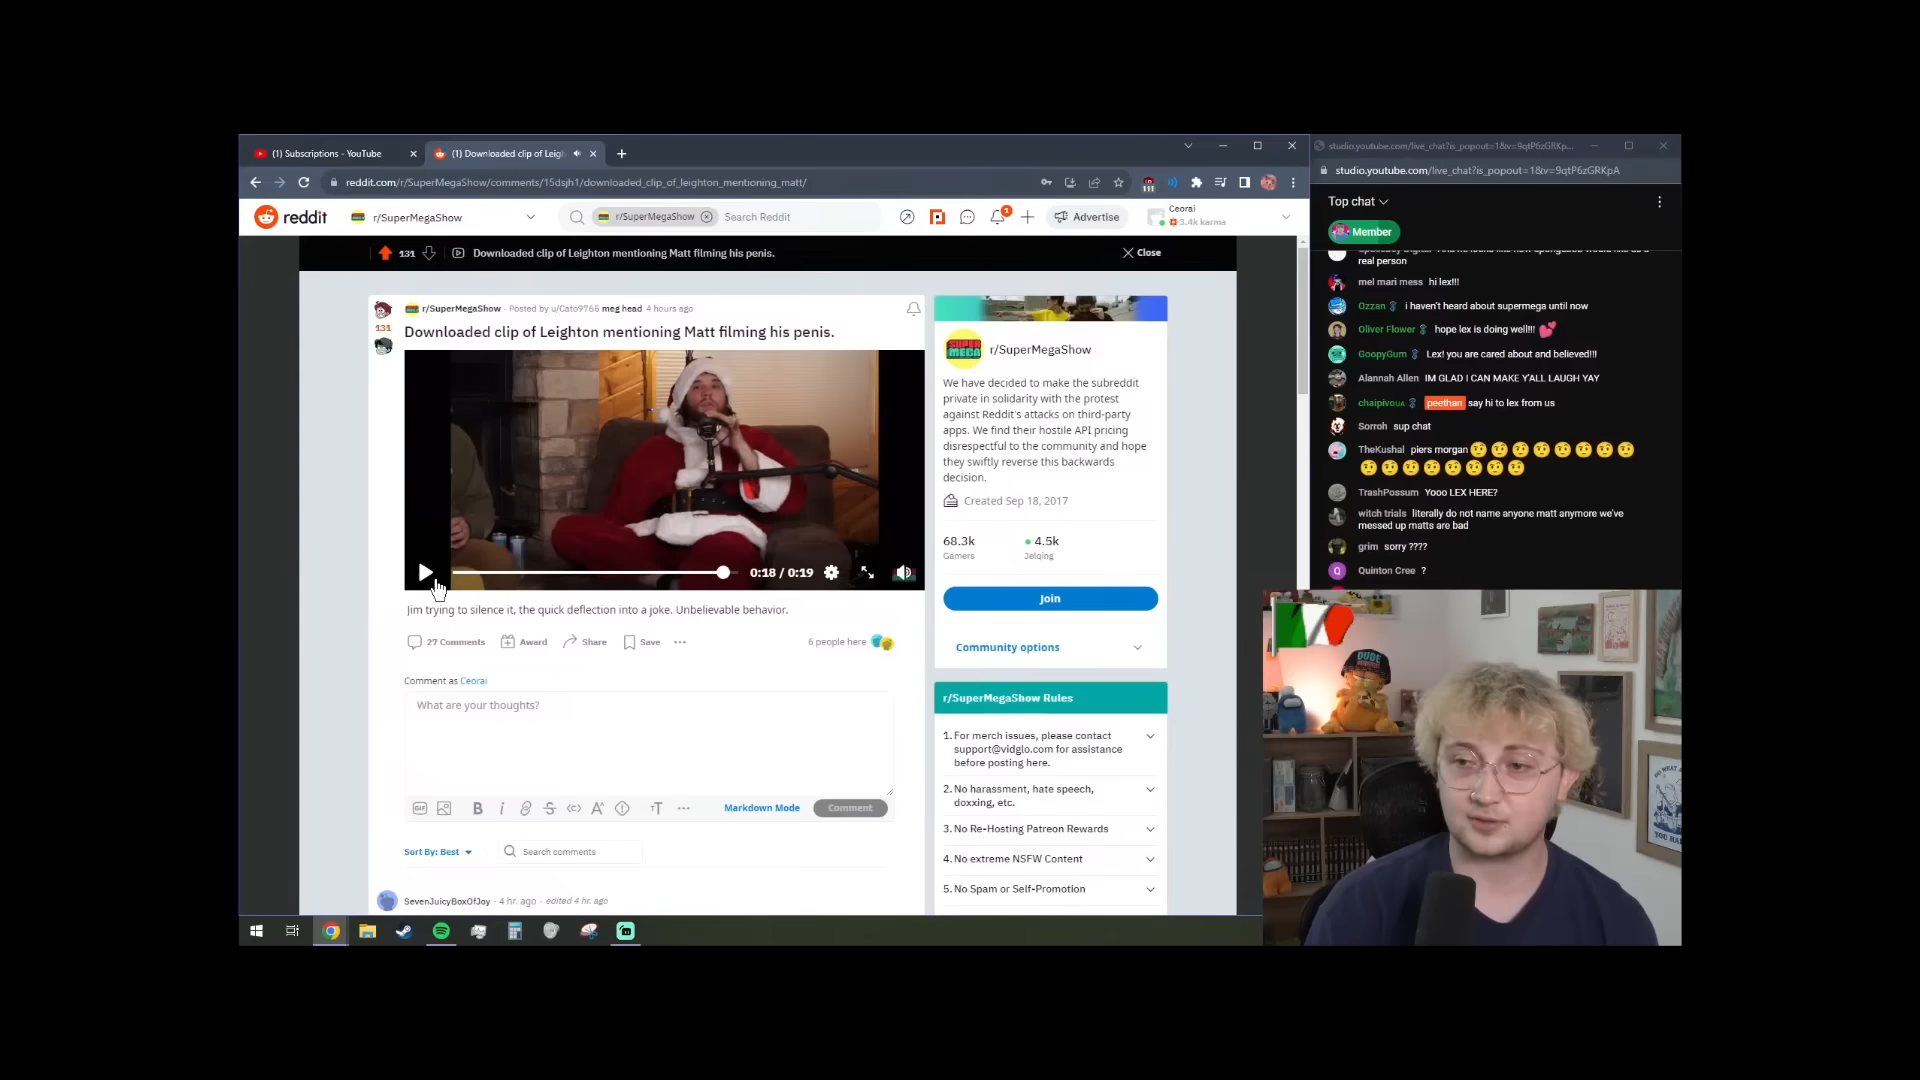 (1) Subscriptions - YouTube
(1) Downloaded clip of Leigh
reddit.com/r/SuperMegaShow/comments/15dsjh1/downloaded_clip_of_leighton_mentioning_matt/
reddit
r/SuperMegaShow
r/SuperMegaShow
Search Reddit
Advertise
Ceorai
3.4k karma
131
Downloaded clip of Leighton mentioning Matt filming his penis.
Close
r/SuperMegaShow · Posted by u/Cato9765 meg head 4 hours ago
131
Downloaded clip of Leighton mentioning Matt filming his penis.
0:18 / 0:19
Jim trying to silence it, the quick deflection into a joke. Unbelievable behavior.
27 Comments
Award
Share
Save
6 people here
Comment as Ceorai
What are your thoughts?
Markdown Mode
Comment
Sort By: Best
Search comments
SevenJuicyBoxOfJoy · 4 hr. ago · edited 4 hr. ago
r/SuperMegaShow
We have decided to make the subreddit
private in solidarity with the protest
against Reddit's attacks on third-party
apps. We find their hostile API pricing
disrespectful to the community and hope
they swiftly reverse this backwards
decision.
Created Sep 18, 2017
68.3k
4.5k
Gamers
Jelqing
Join
Community options
r/SuperMegaShow Rules
1. For merch issues, please contact
support@vidglo.com for assistance
before posting here.
2. No harassment, hate speech,
doxxing, etc.
3. No Re-Hosting Patreon Rewards
4. No extreme NSFW Content
5. No Spam or Self-Promotion
studio.youtube.com/live_chat?is_popout=1&v=9qtP6zGRKp...
studio.youtube.com/live_chat?is_popout=1&v=9qtP6zGRKpA
Top chat
Member
real person
mel mari mess hi lex!!!
Ozzan i haven't heard about supermega until now
Oliver Flower hope lex is doing well!!! 💕
GoopyGum Lex! you are cared about and believed!!!
Alannah Allen IM GLAD I CAN MAKE Y'ALL LAUGH YAY
chaipivoua peethan say hi to lex from us
Sorroh sup chat
TheKushal piers morgan 🤨🤨🤨🤨🤨🤨🤨🤨
🤨🤨🤨🤨🤨🤨🤨🤨
TrashPossum Yooo LEX HERE?
witch trials literally do not name anyone matt anymore we've
messed up matts are bad
grim sorry ????
Quinton Cree ?
DUDE